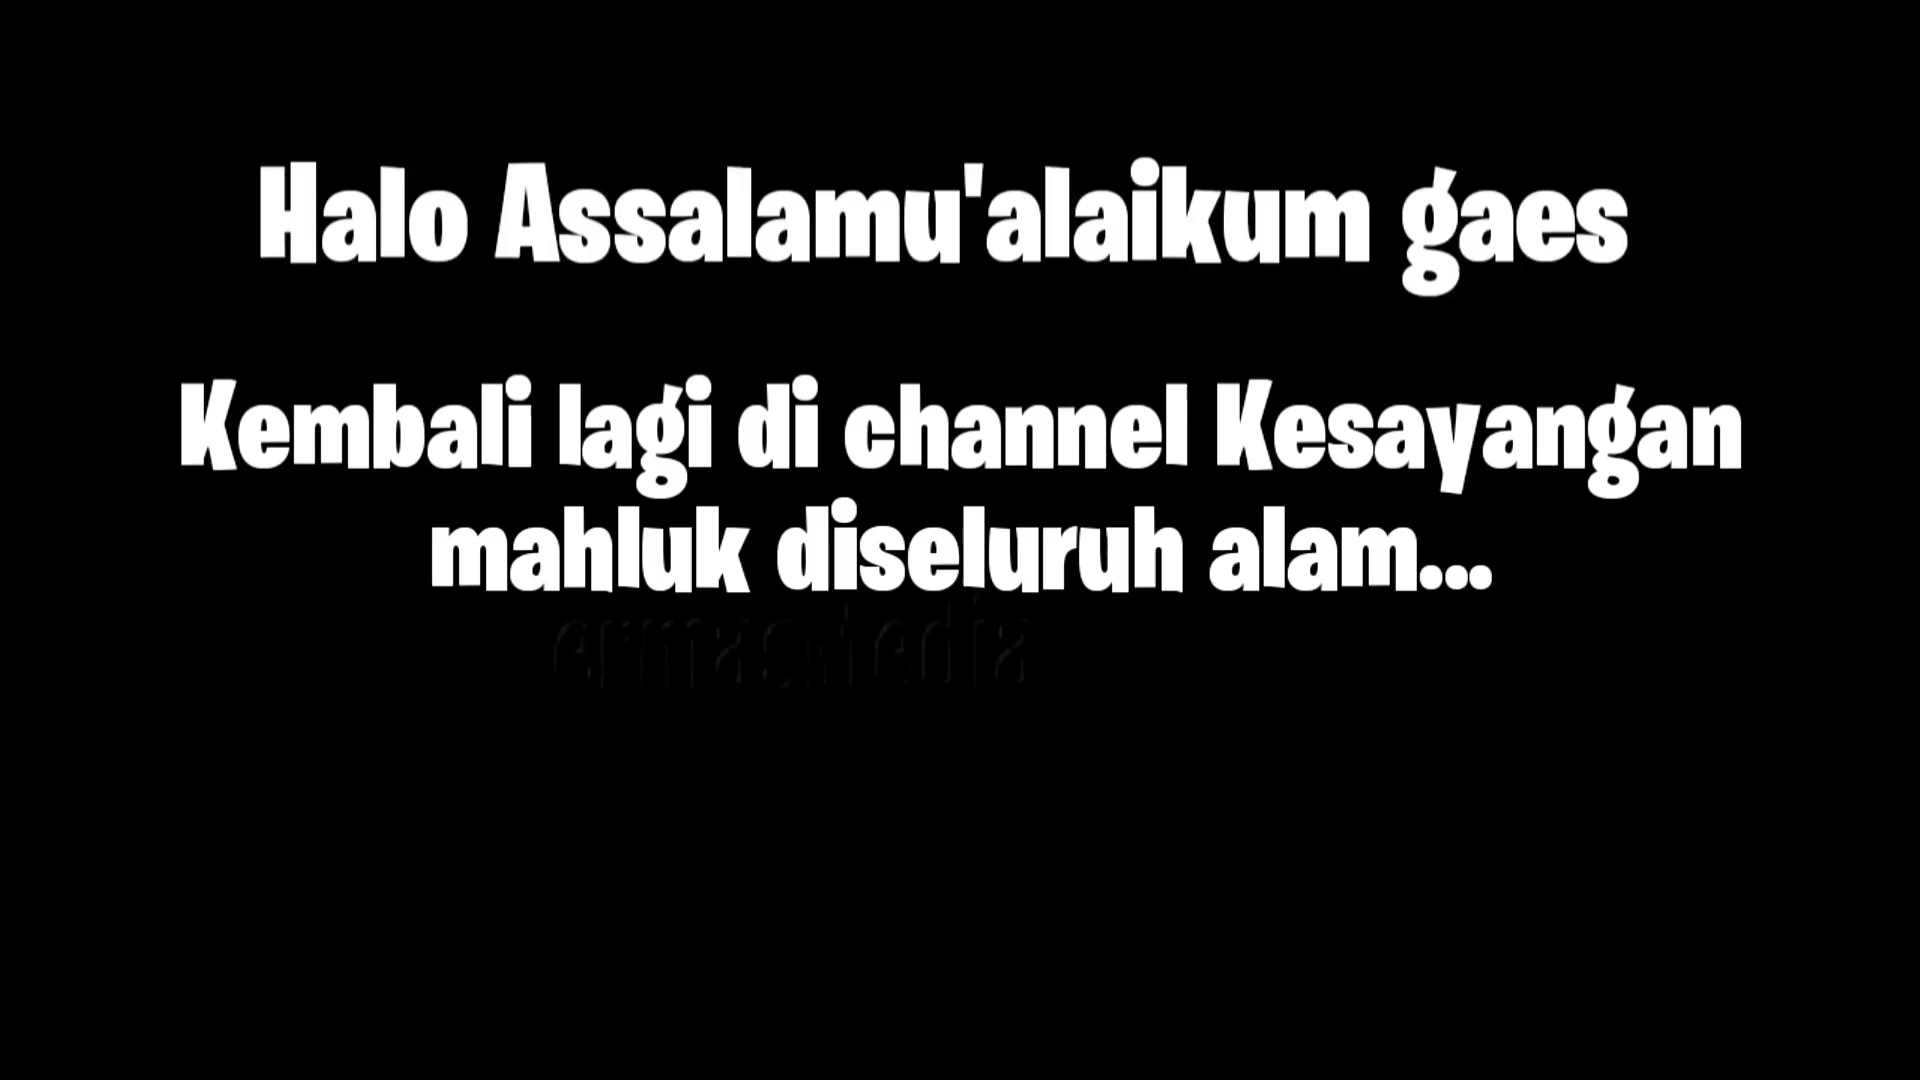 Halo Assalamu'alaikum gaes
Kembali lagi di channel Kesayangan
mahluk diseluruh alam...